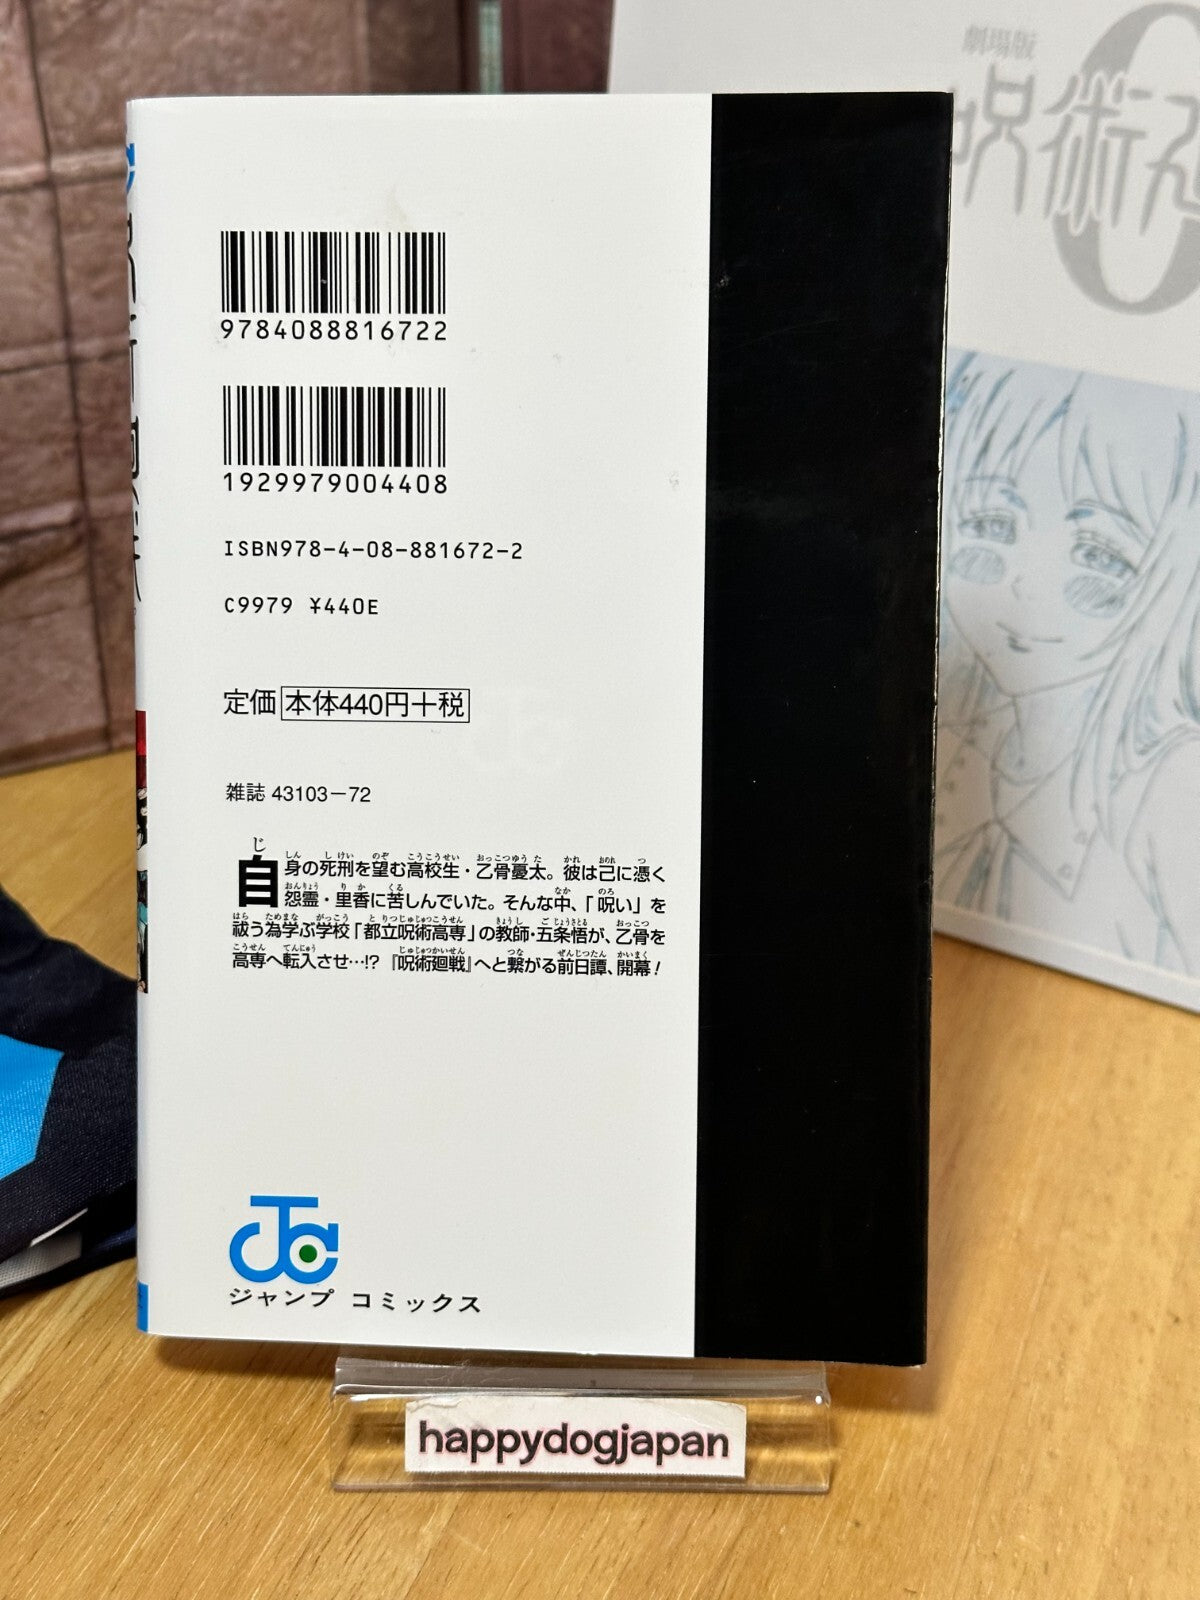 劇場版
呪術
0
9784088816722
1929979004408
ISBN978-4-08-881672-2
C9979 ¥440E
定価 本体440円+税
雑誌 43103-72
自身の死刑を望む高校生・乙骨憂太。彼は己に憑く
怨霊・里香に苦しんでいた。そんな中、「呪い」を
祓う為学ぶ学校「都立呪術高専」の教師・五条悟が、乙骨を
高専へ転入させ…!? 『呪術廻戦』へと繋がる前日譚、開幕!
ジャンプ コミックス
happydogjapan